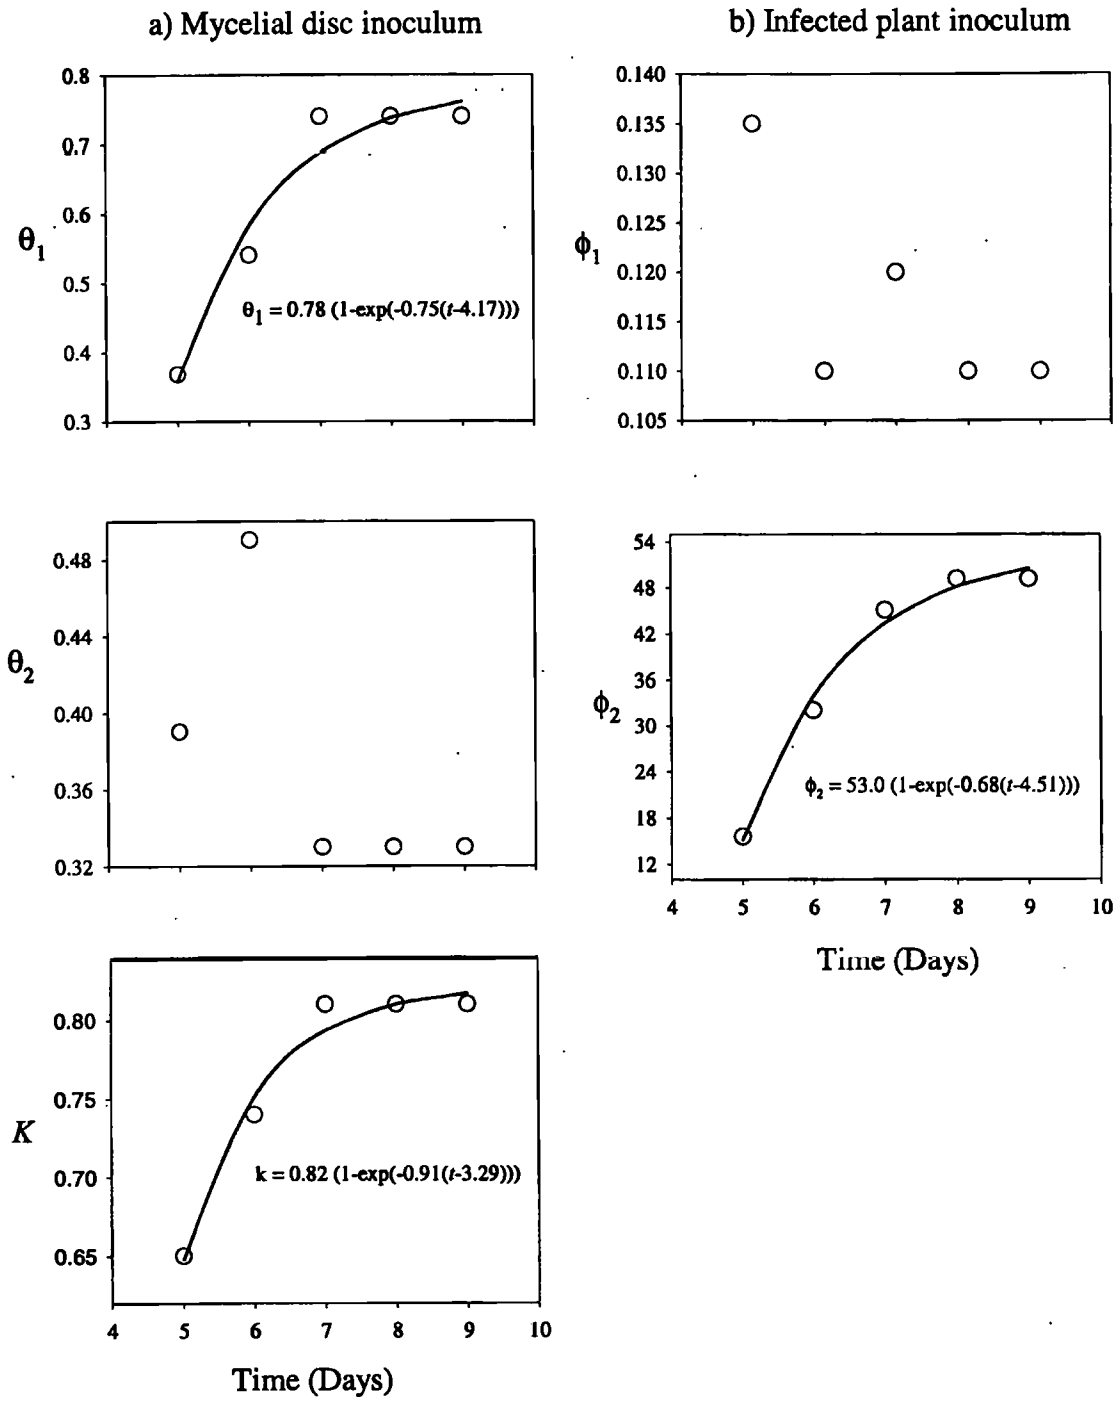 a) Mycelial disc inoculum
0.8
0.7
0.6
0.5
0.4
0.3
θ₁
θ₁ = 0.78 (1-exp(-0.75(t-4.17)))
b) Infected plant inoculum
0.140
0.135
0.130
0.125
0.120
0.115
0.110
0.105
ϕ₁
0.48
0.44
0.40
0.36
0.32
θ₂
54
48
42
36
30
24
18
12
ϕ₂
ϕ₂ = 53.0 (1-exp(-0.68(t-4.51)))
4 5 6 7 8 9 10
Time (Days)
0.80
0.75
0.70
0.65
K
k = 0.82 (1-exp(-0.91(t-3.29)))
4 5 6 7 8 9 10
Time (Days)